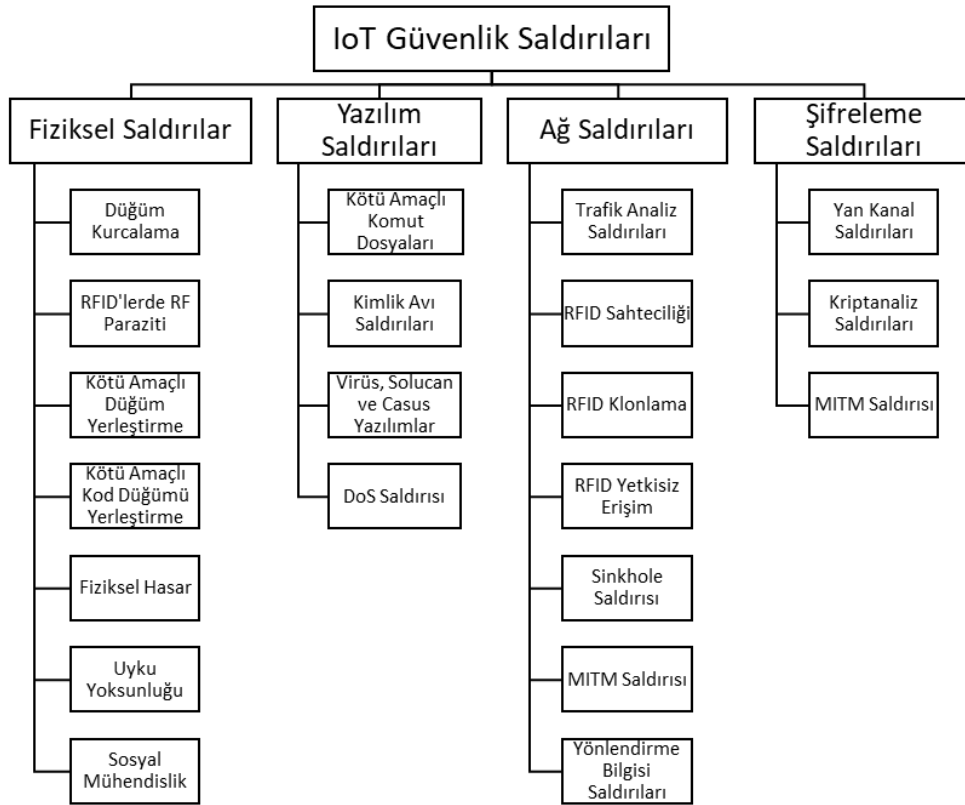 IoT Güvenlik Saldırıları
Fiziksel Saldırılar
Düğüm
Kurcalama
RFID'lerde RF
Paraziti
Kötü Amaçlı
Düğüm
Yerleştirme
Kötü Amaçlı
Kod Düğümü
Yerleştirme
Fiziksel Hasar
Uyku
Yoksunluğu
Sosyal
Mühendislik
Yazılım
Saldırıları
Kötü Amaçlı
Komut
Dosyaları
Kimlik Avı
Saldırıları
Virüs, Solucan
ve Casus
Yazılımlar
DoS Saldırısı
Ağ Saldırıları
Trafik Analiz
Saldırıları
RFID Sahteciliği
RFID Klonlama
RFID Yetkisiz
Erişim
Sinkhole
Saldırısı
MITM Saldırısı
Yönlendirme
Bilgisi
Saldırıları
Şifreleme
Saldırıları
Yan Kanal
Saldırıları
Kriptanaliz
Saldırıları
MITM Saldırısı